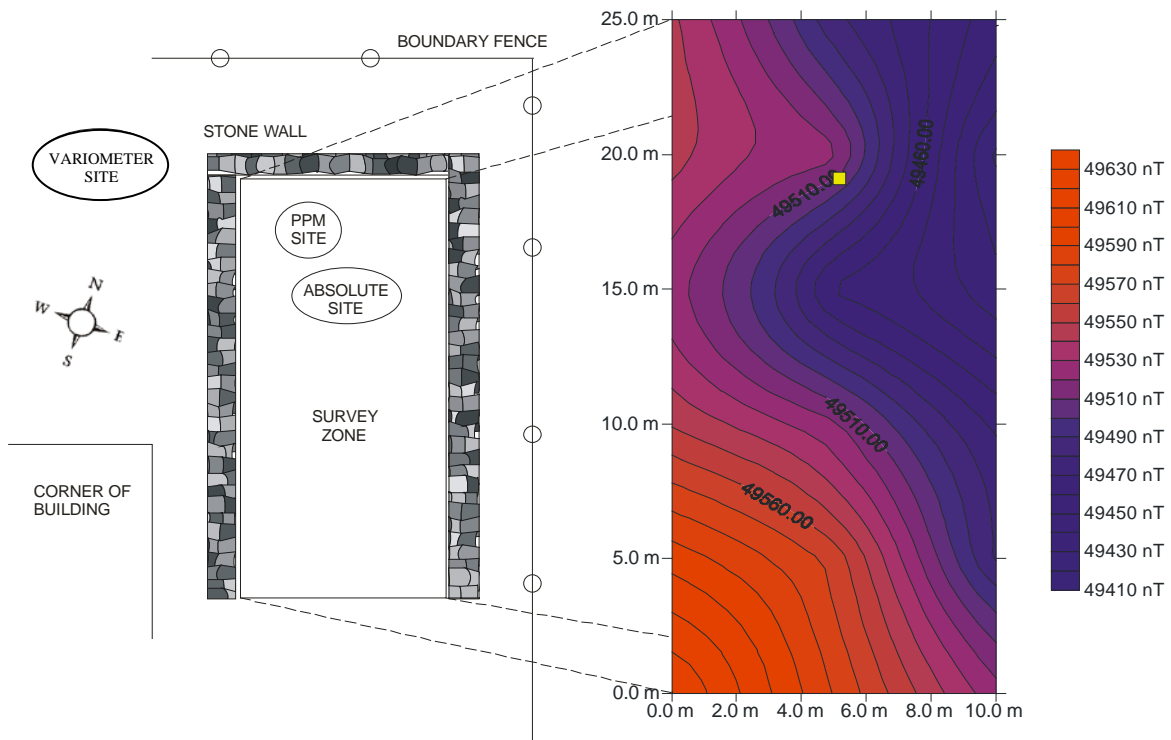 BOUNDARY FENCE
STONE WALL
VARIOMETER
SITE
PPM
SITE
ABSOLUTE
SITE
N
W
E
S
SURVEY
ZONE
CORNER OF
BUILDING
25.0 m
20.0 m
15.0 m
10.0 m
5.0 m
0.0 m
0.0 m 2.0 m 4.0 m 6.0 m 8.0 m 10.0 m
49460.00
49510.00
49510.00
49560.00
49630 nT
49610 nT
49590 nT
49570 nT
49550 nT
49530 nT
49510 nT
49490 nT
49470 nT
49450 nT
49430 nT
49410 nT